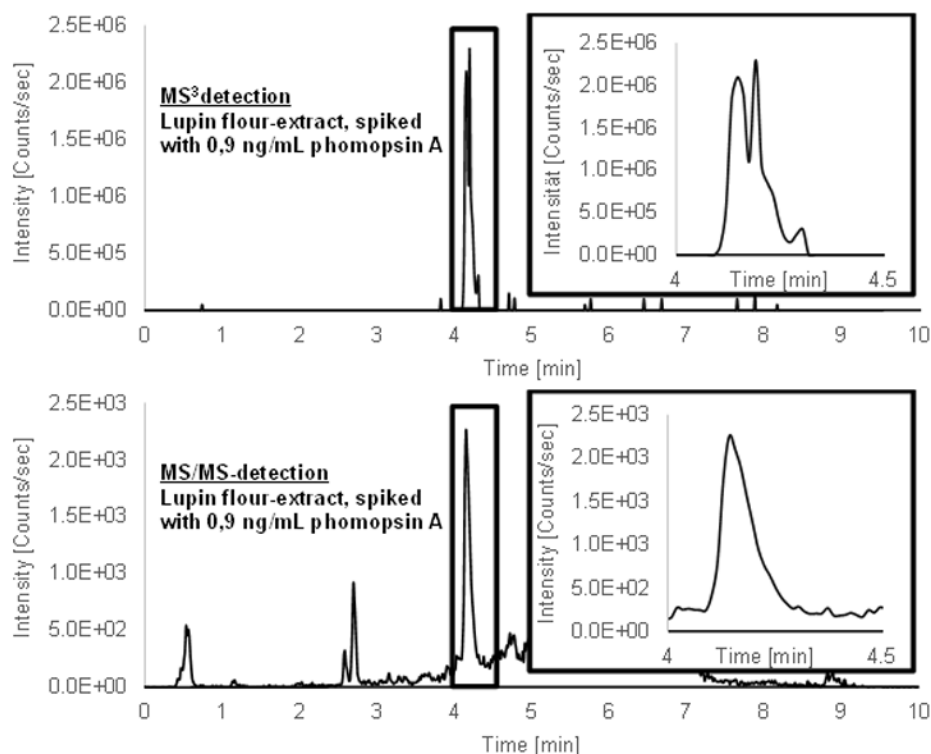 2.5E+06
2.0E+06
1.5E+06
1.0E+06
5.0E+05
0.0E+00
Intensity [Counts/sec]
MS³detection
Lupin flour-extract, spiked
with 0,9 ng/mL phomopsin A
0 1 2 3 4 5 6 7 8 9 10
Time [min]
2.5E+06
2.0E+06
1.5E+06
1.0E+06
5.0E+05
0.0E+00
Intensität [Counts/sec]
4 Time [min] 4.5
2.5E+03
2.0E+03
1.5E+03
1.0E+03
5.0E+02
0.0E+00
Intensity [Counts/sec]
MS/MS-detection
Lupin flour-extract, spiked
with 0,9 ng/mL phomopsin A
0 1 2 3 4 5 6 7 8 9 10
Time [min]
2.5E+03
2.0E+03
1.5E+03
1.0E+03
5.0E+02
0.0E+00
Intensity [Counts/sec]
4 Time [min] 4.5